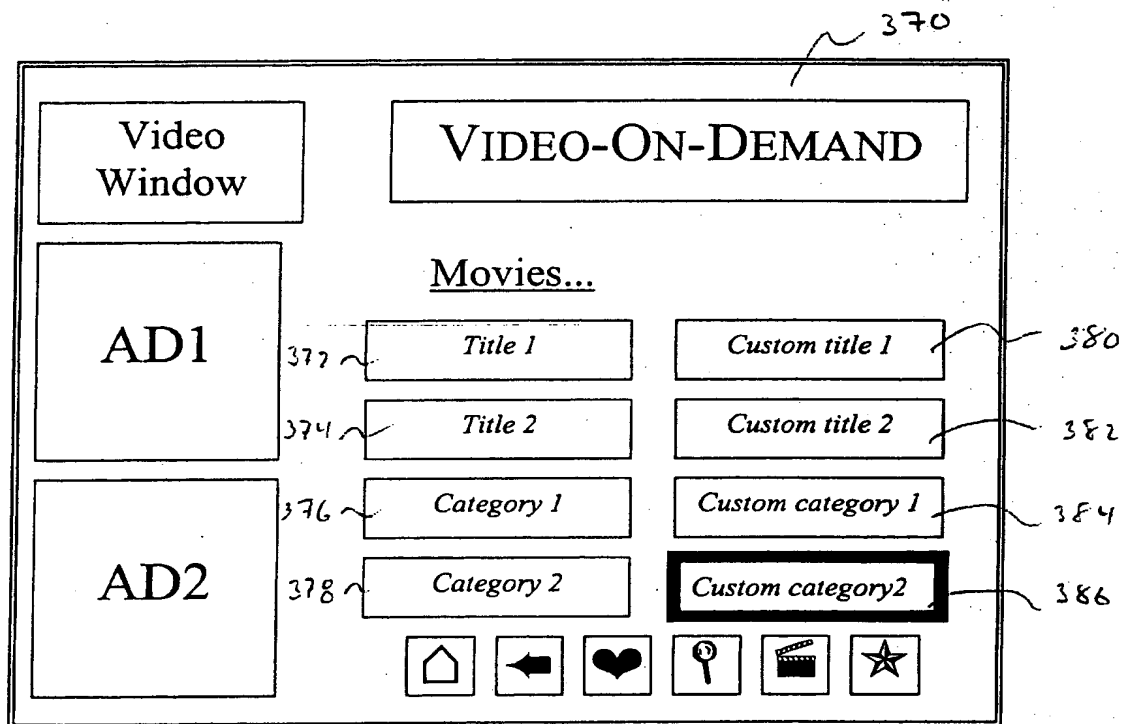 370
Video
Window
VIDEO-ON-DEMAND
Movies...
AD1
372
Title 1
Custom title 1
380
374
Title 2
Custom title 2
382
376
Category 1
Custom category 1
384
AD2
378
Category 2
Custom category2
386